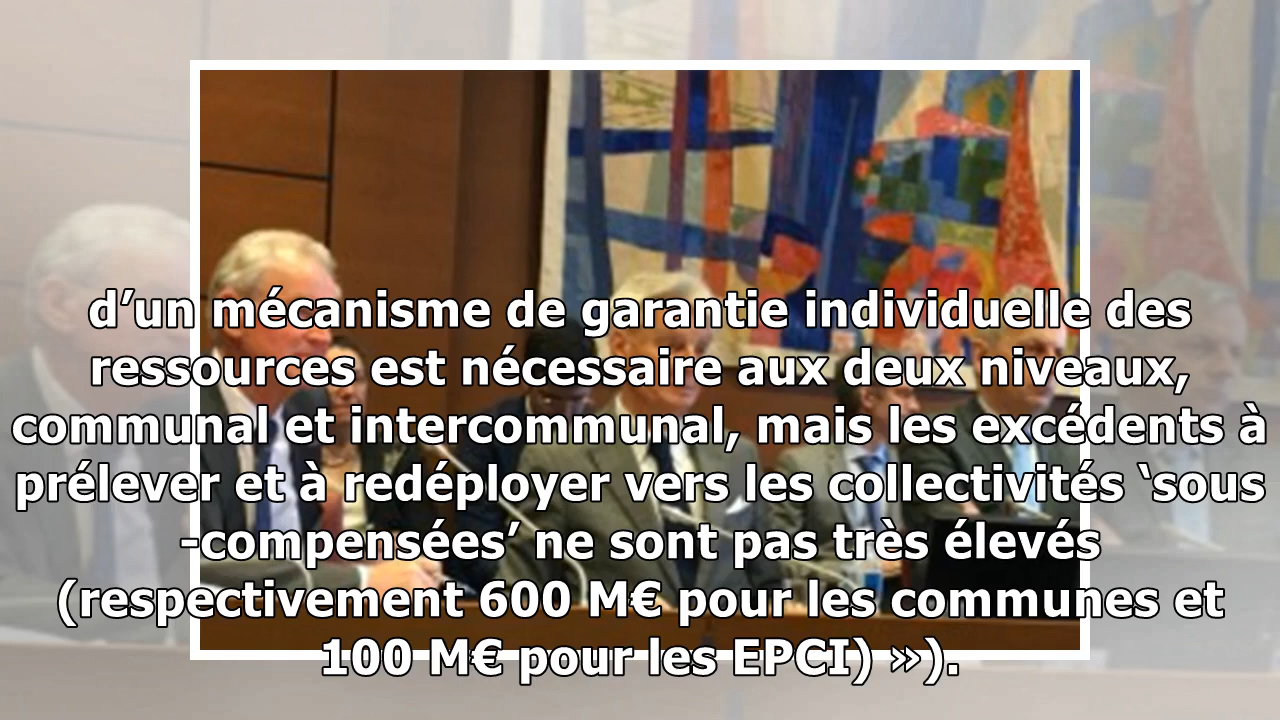 d’un mécanisme de garantie individuelle des
ressources est nécessaire aux deux niveaux,
communal et intercommunal, mais les excédents à
prélever et à redéployer vers les collectivités ‘sous
-compensées’ ne sont pas très élevés
(respectivement 600 M€ pour les communes et
100 M€ pour les EPCI) »).